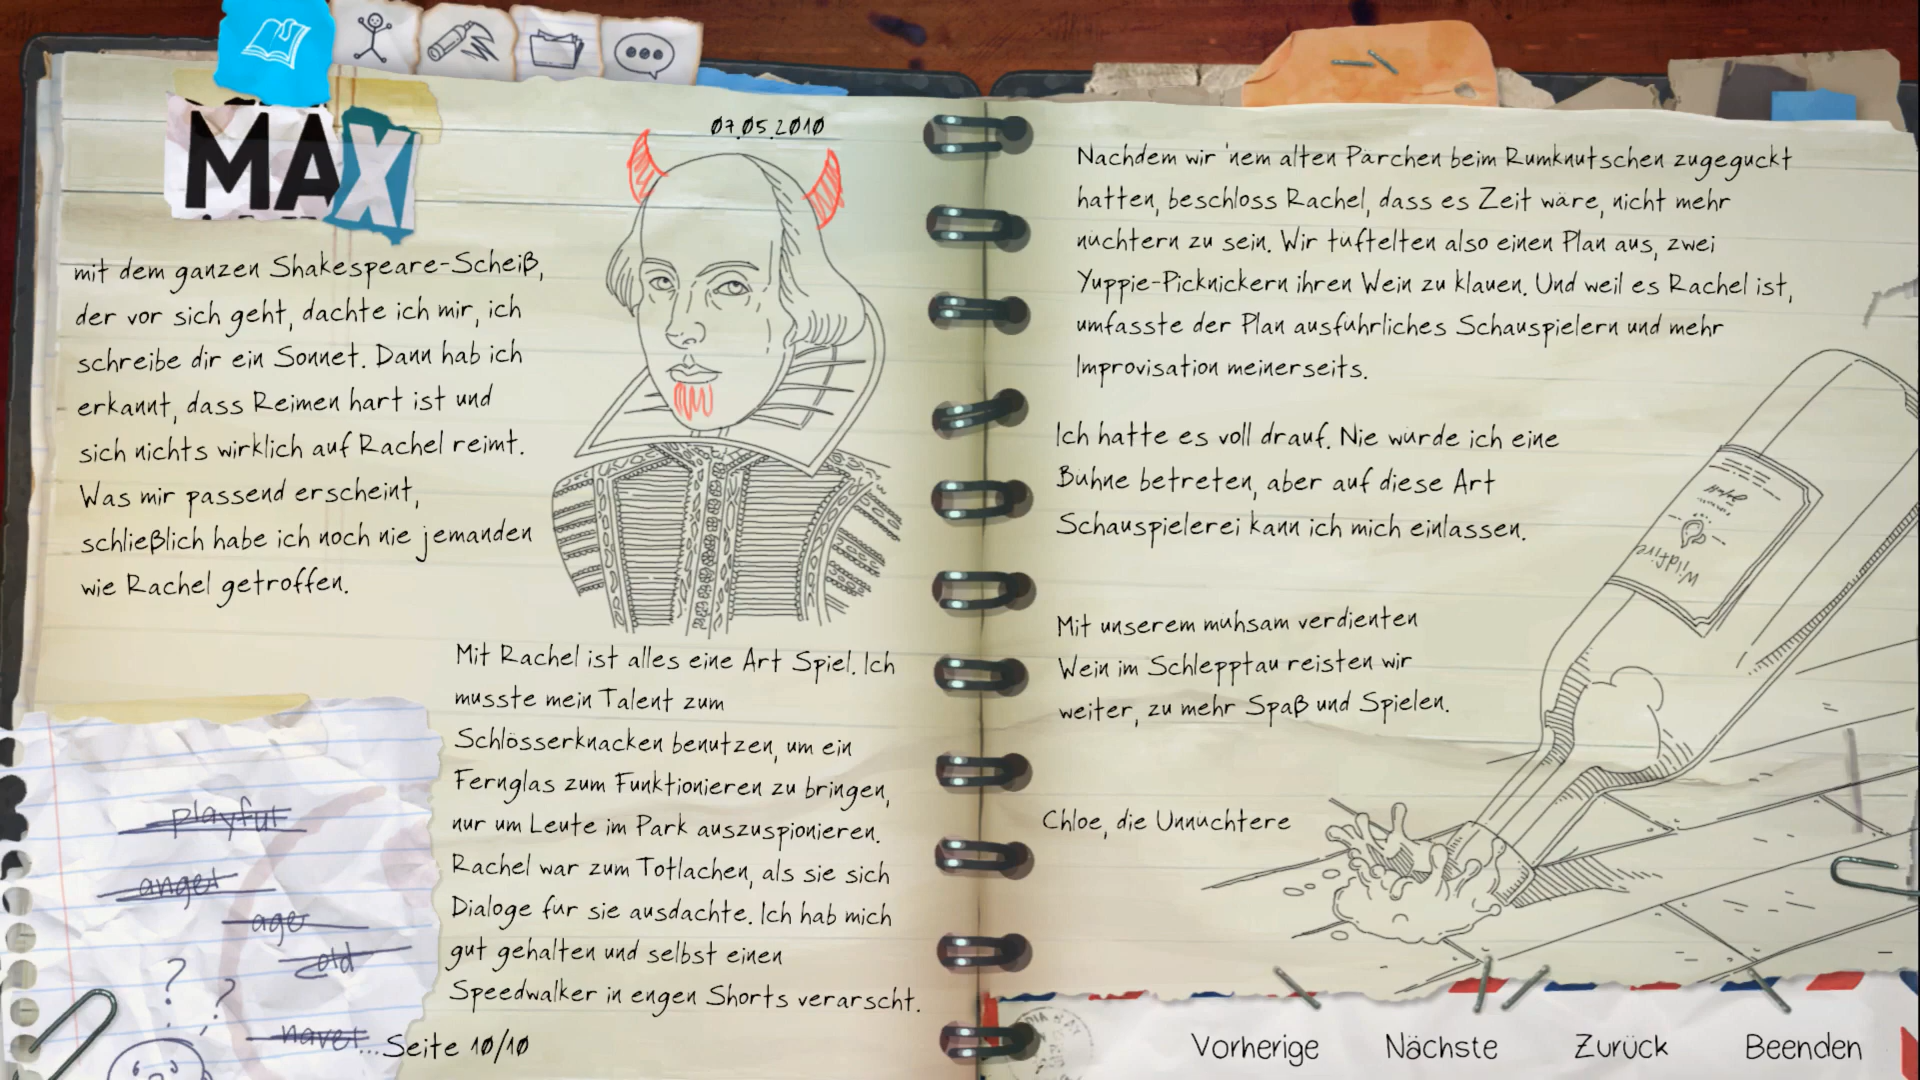 MAX
07.05.2010
mit dem ganzen Shakespeare-Scheiß,
der vor sich geht, dachte ich mir, ich
schreibe dir ein Sonnet. Dann hab ich
erkannt, dass Reimen hart ist und
sich nichts wirklich auf Rachel reimt.
Was mir passend erscheint,
schließlich habe ich noch nie jemanden
wie Rachel getroffen.
Mit Rachel ist alles eine Art Spiel. Ich
musste mein Talent zum
Schlösserknacken benutzen, um ein
Fernglas zum Funktionieren zu bringen,
nur um Leute im Park auszuspionieren.
Rachel war zum Totlachen, als sie sich
Dialoge für sie ausdachte. Ich hab mich
gut gehalten und selbst einen
Speedwalker in engen Shorts verarscht.
playful
anger
age
old
? ?
Seite 10/10
Nachdem wir 'nem alten Pärchen beim Rumknutschen zugeguckt
hatten, beschloss Rachel, dass es Zeit wäre, nicht mehr
nüchtern zu sein. Wir tüftelten also einen Plan aus, zwei
Yuppie-Picknickern ihren Wein zu klauen. Und weil es Rachel ist,
umfasste der Plan ausführliches Schauspielern und mehr
Improvisation meinerseits.
Ich hatte es voll drauf. Nie würde ich eine
Bühne betreten, aber auf diese Art
Schauspielerei kann ich mich einlassen.
Mit unserem mühsam verdienten
Wein im Schlepptau reisten wir
weiter, zu mehr Spaß und Spielen.
Chloe, die Unnüchtere
Wildfire
Vorherige Nächste Zurück Beenden